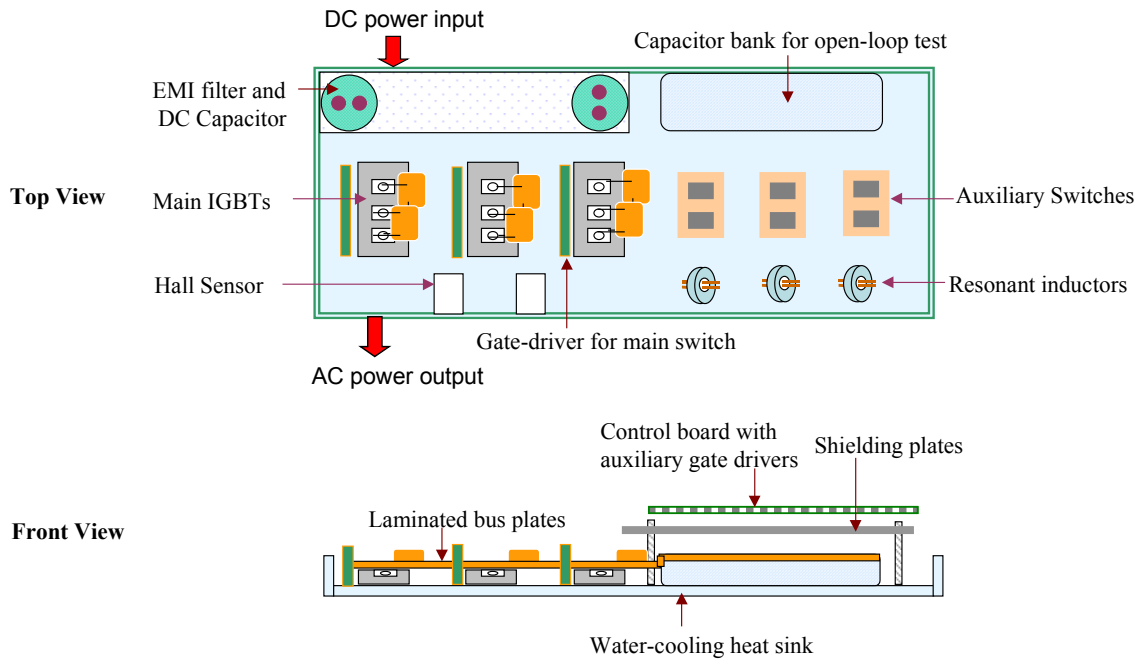 DC power input
Capacitor bank for open-loop test
EMI filter and
DC Capacitor
Top View
Main IGBTs
Auxiliary Switches
Hall Sensor
Resonant inductors
Gate-driver for main switch
AC power output
Control board with
auxiliary gate drivers
Shielding plates
Front View
Laminated bus plates
Water-cooling heat sink